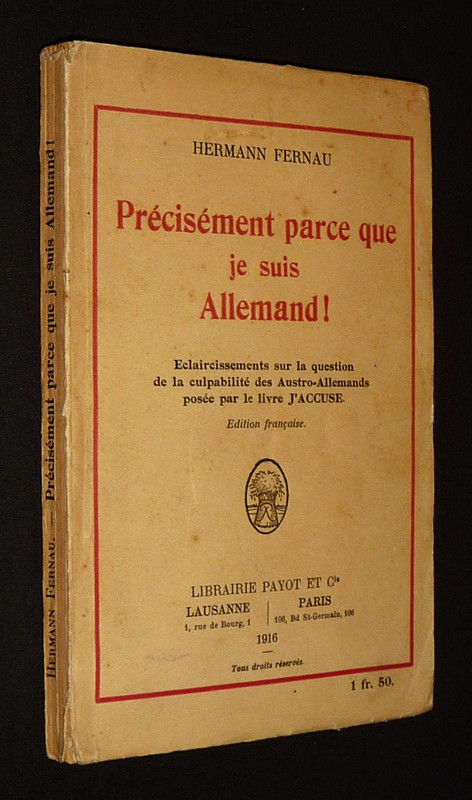 HERMANN FERNAU
Précisément parce que
je suis
Allemand!
Eclaircissements sur la question
de la culpabilité des Austro-Allemands
posée par le livre J'ACCUSE.
Edition française.
LIBRAIRIE PAYOT ET Cie
LAUSANNE
1, rue de Bourg, 1
PARIS
106, Bd St-Germain, 106
1916
Tous droits réservés.
1 fr. 50.
HERMANN FERNAU. — Précisément parce que je suis Allemand!